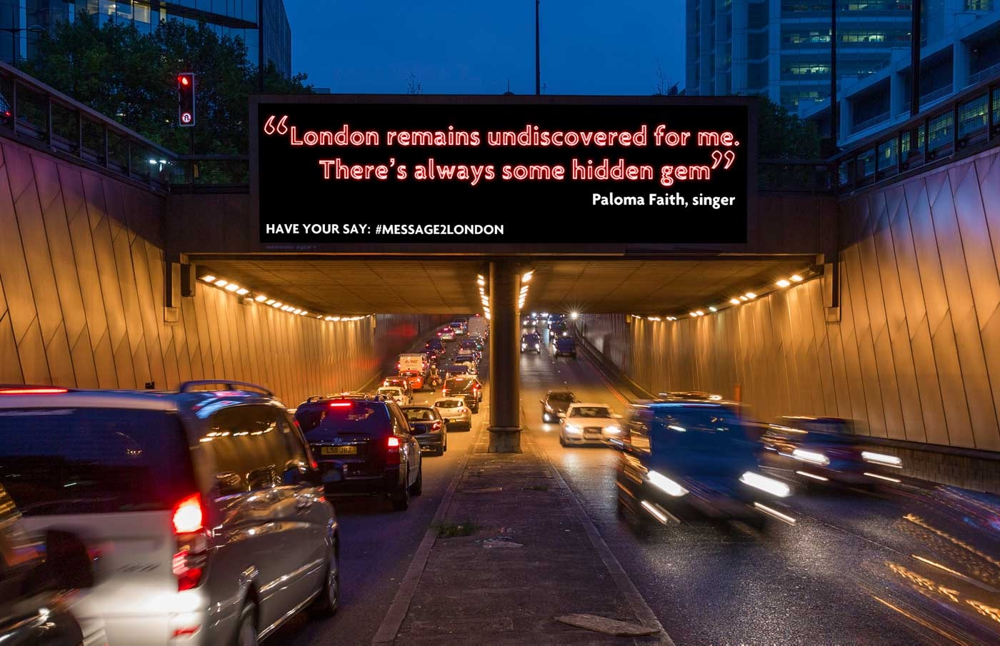 “London remains undiscovered for me.
There’s always some hidden gem”
Paloma Faith, singer
HAVE YOUR SAY: #MESSAGE2LONDON